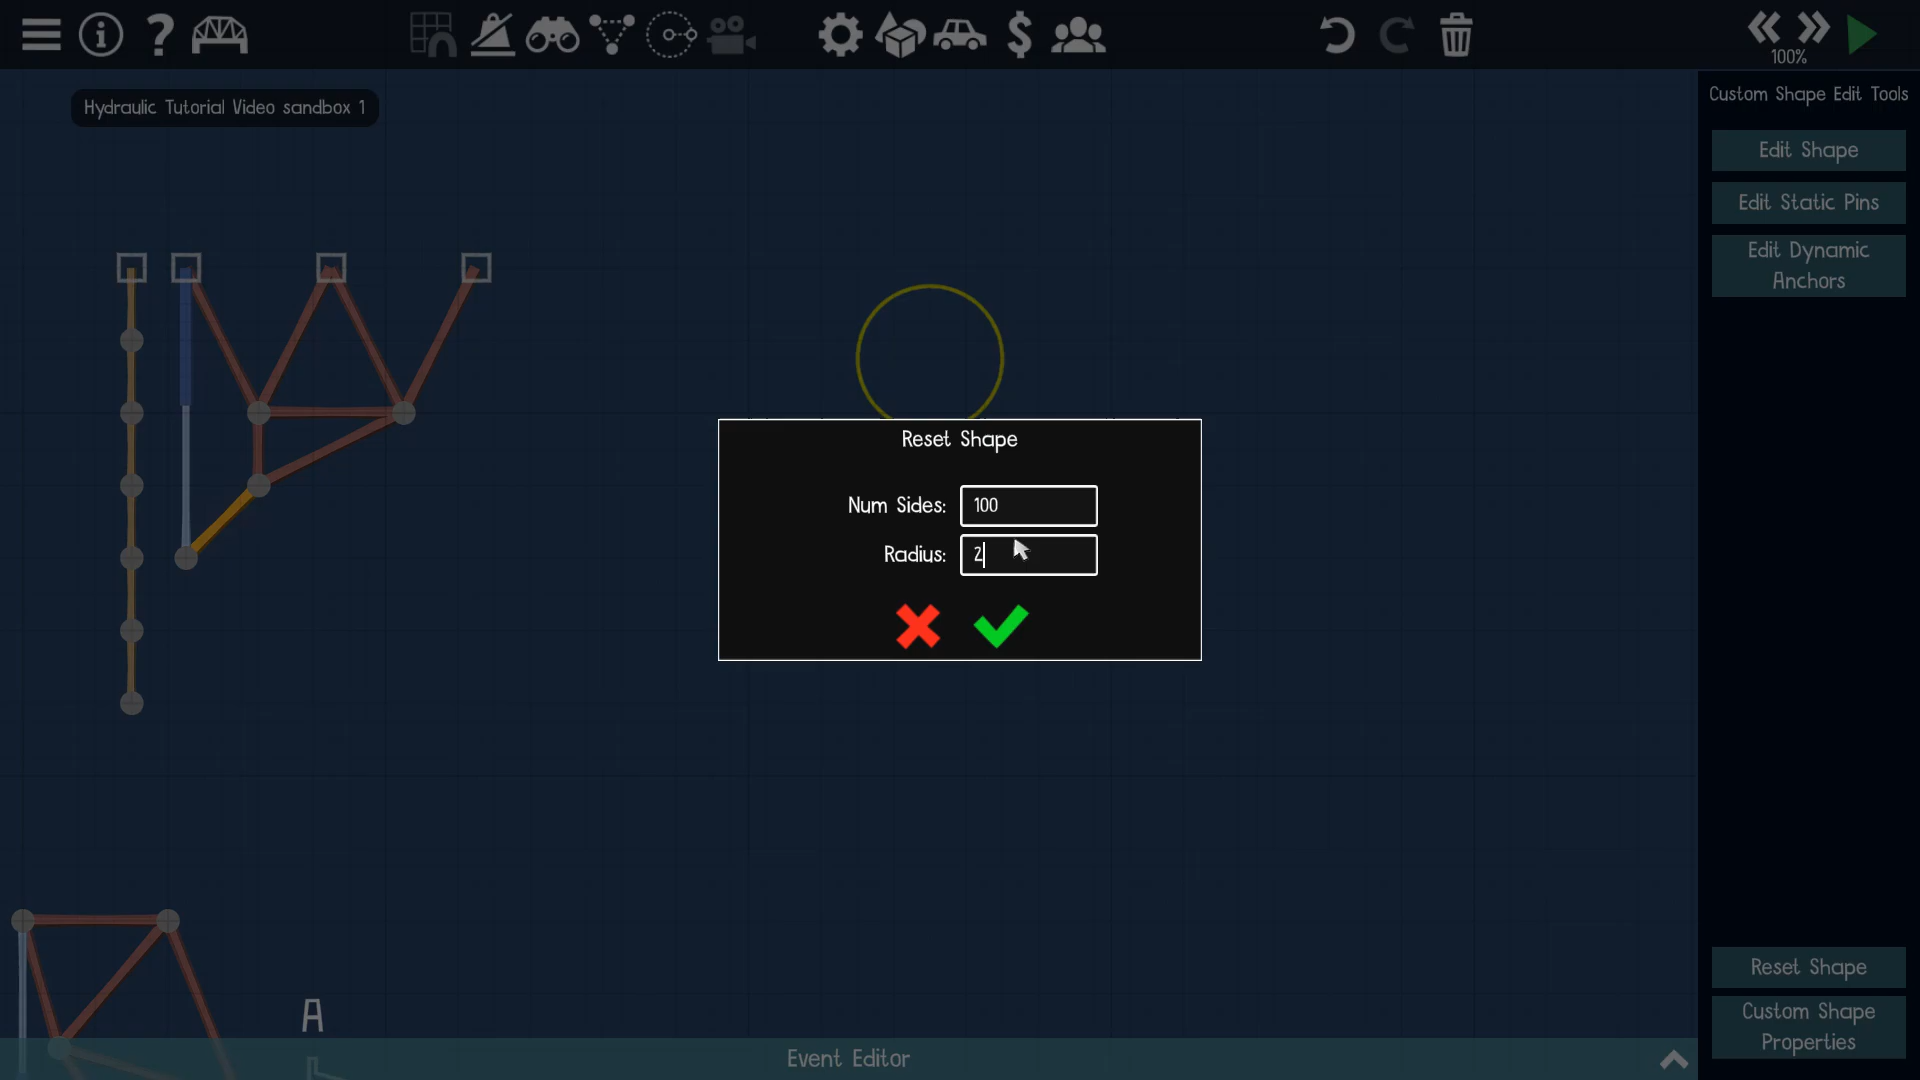 100%
Hydraulic Tutorial Video sandbox 1
Custom Shape Edit Tools
Edit Shape
Edit Static Pins
Edit Dynamic
Anchors
Reset Shape
Num Sides: 100
Radius: 2
Reset Shape
Custom Shape
Properties
A
Event Editor